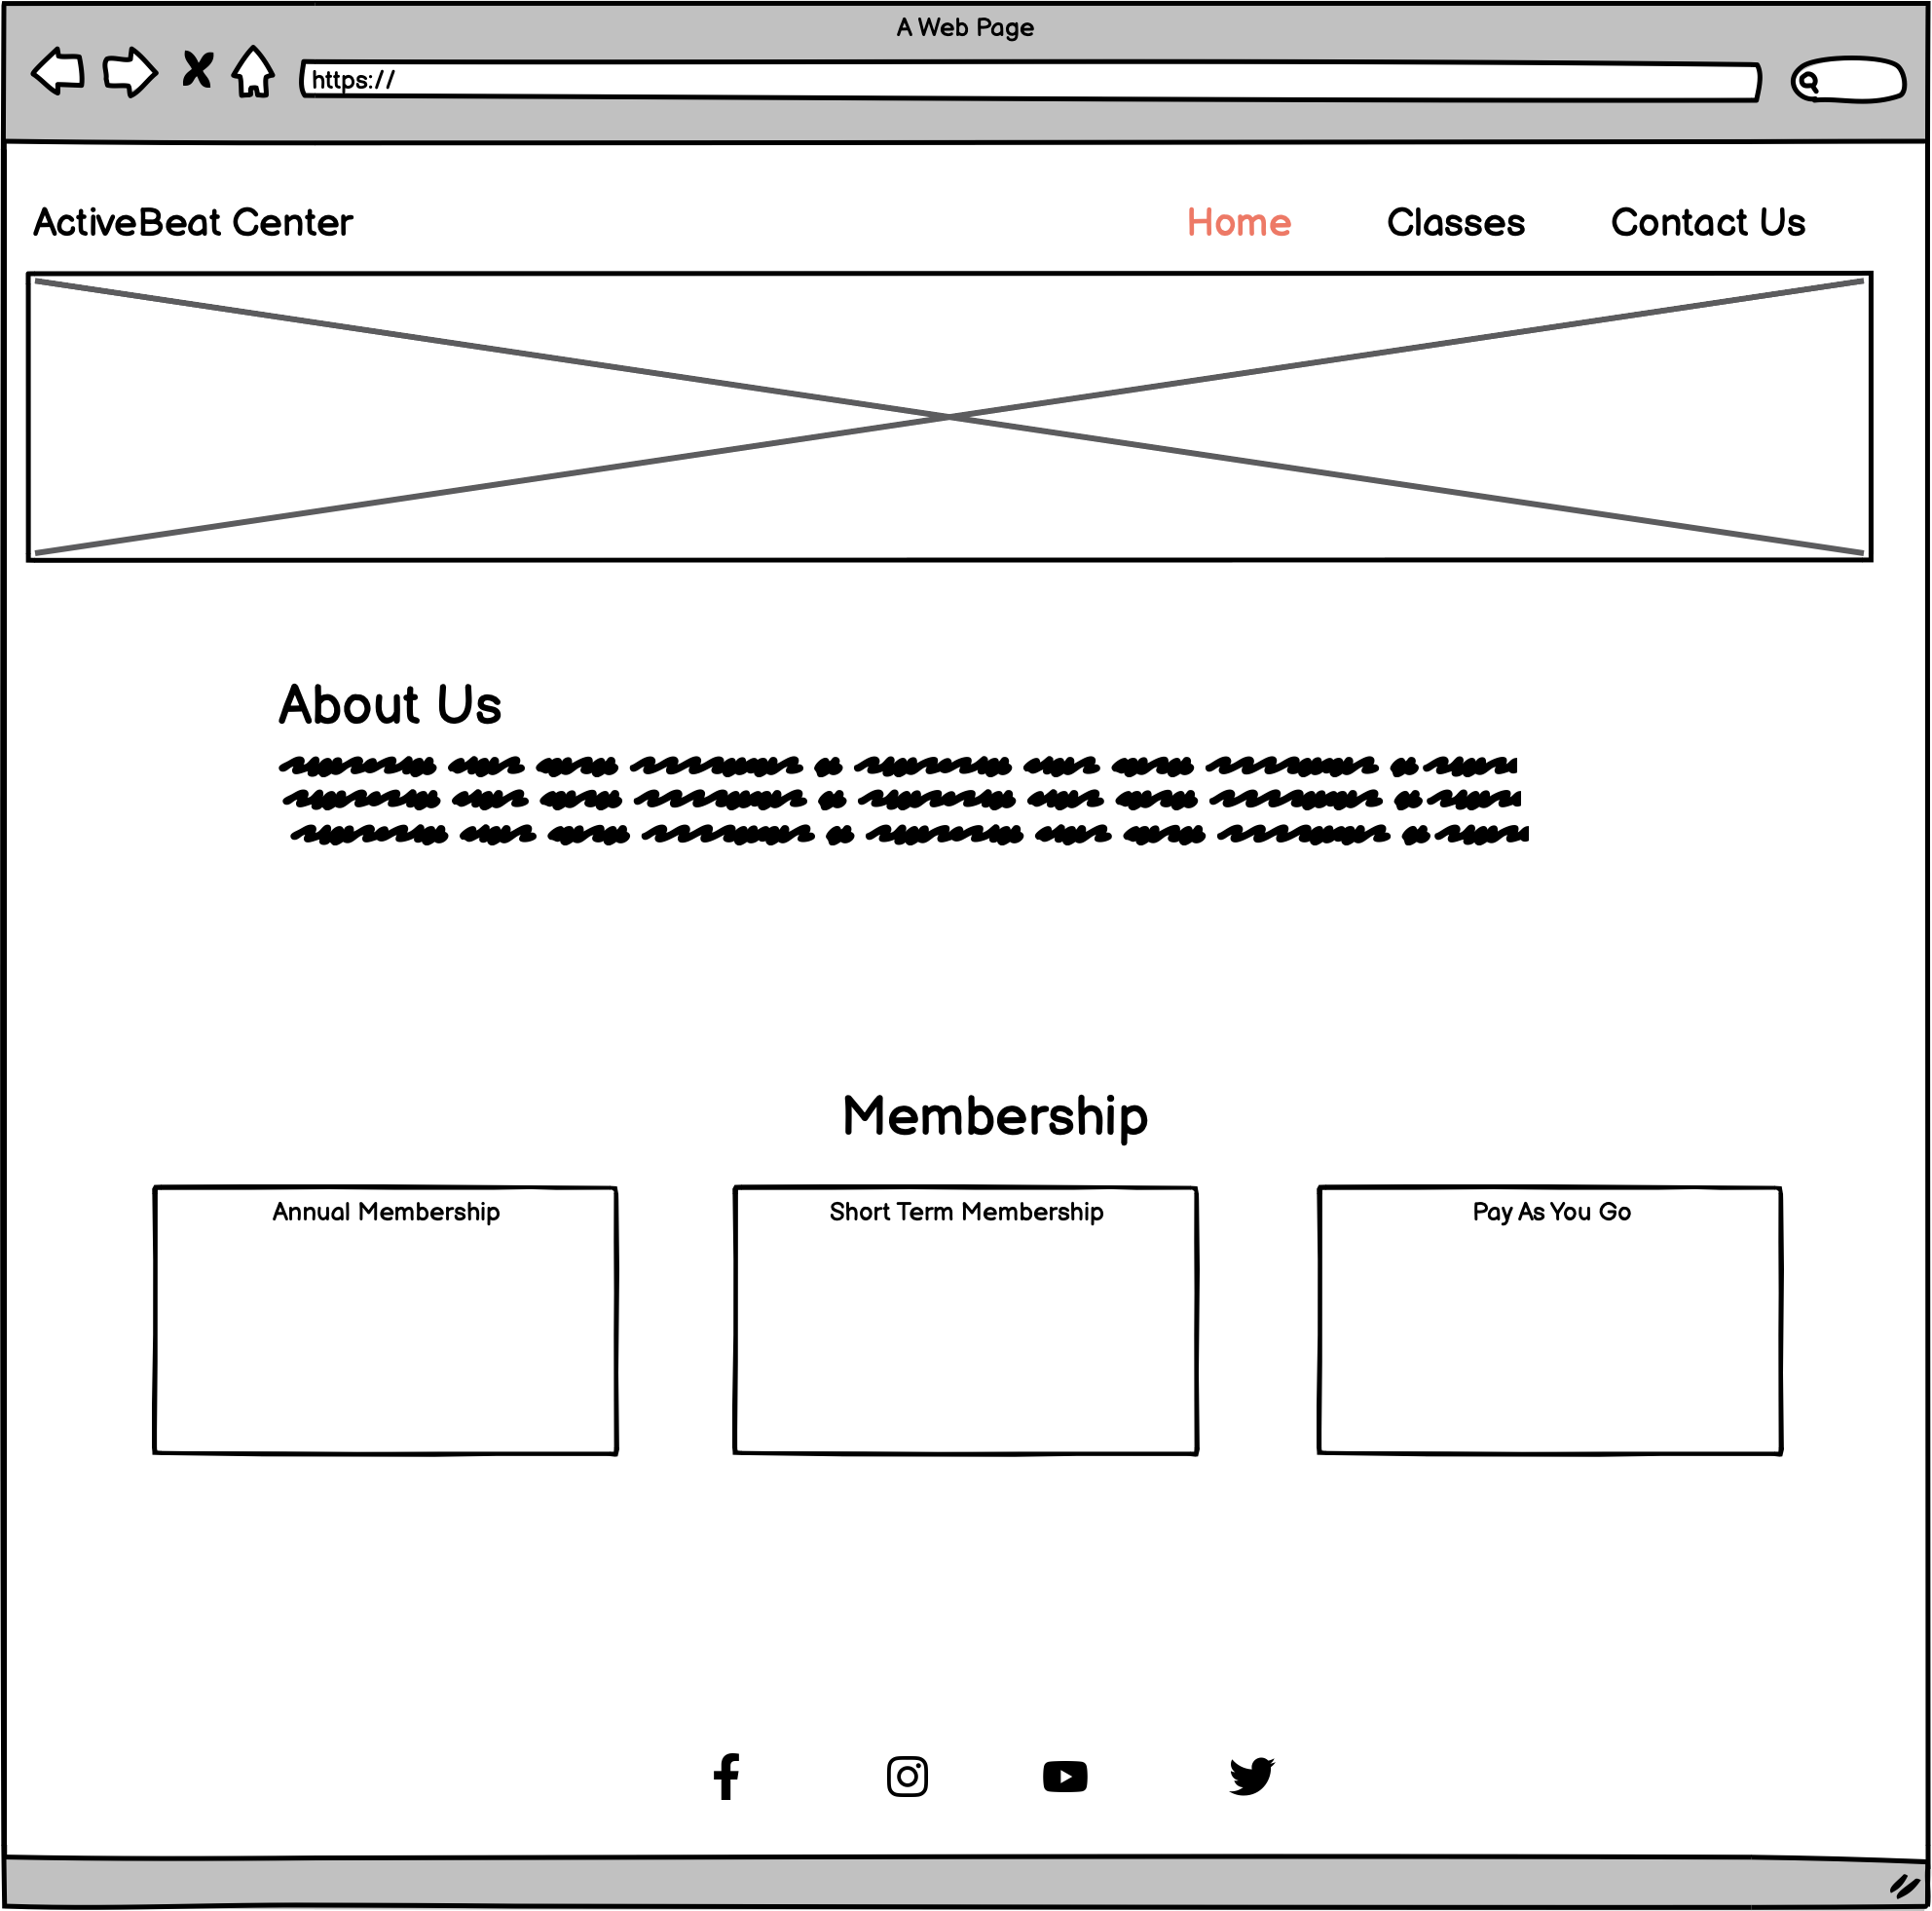 A Web Page
https://
ActiveBeat Center Home Classes Contact Us
About Us
Membership
Annual Membership Short Term Membership Pay As You Go